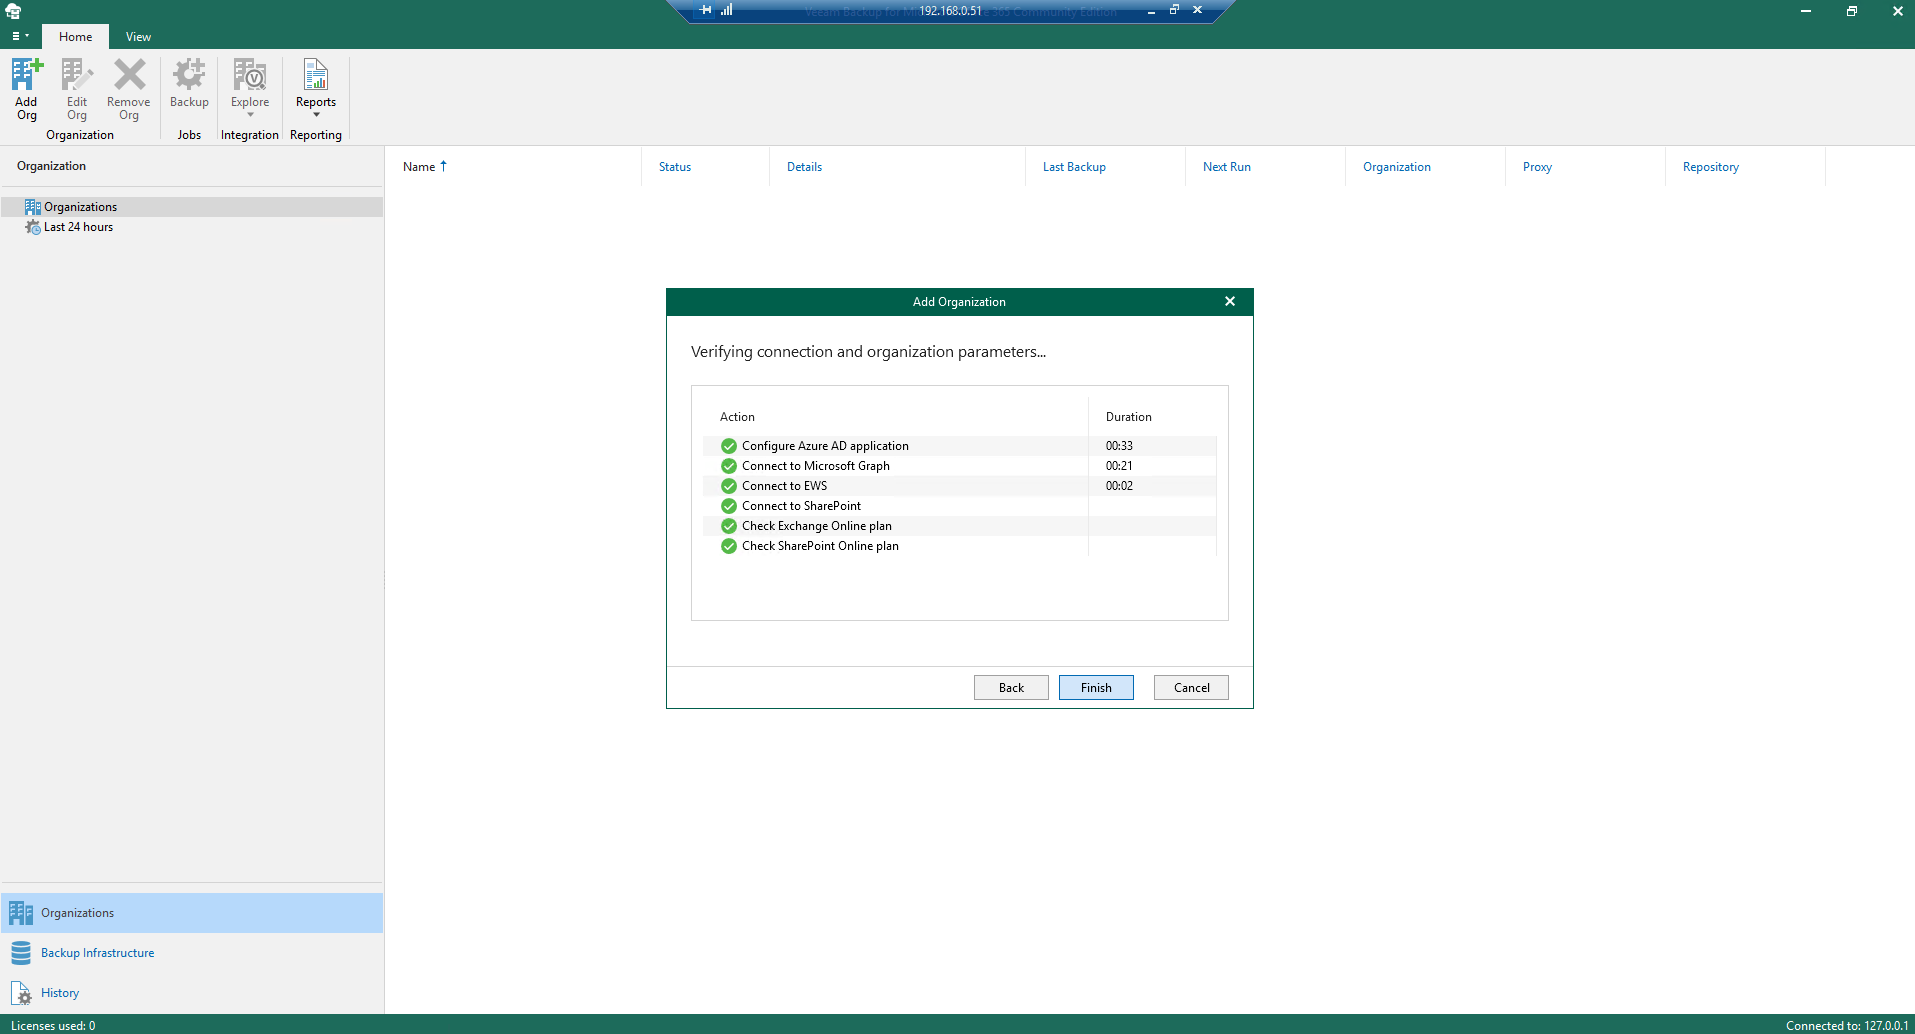 192.168.0.51
Veeam Backup for Mi 365 Community Edition
Home
View
Add Org
Edit Org
Remove Org
Backup
Explore
Reports
Organization
Jobs
Integration
Reporting
Organization
Organizations
Last 24 hours
Name
Status
Details
Last Backup
Next Run
Organization
Proxy
Repository
Add Organization
Verifying connection and organization parameters...
Action
Duration
Configure Azure AD application 00:33
Connect to Microsoft Graph 00:21
Connect to EWS 00:02
Connect to SharePoint
Check Exchange Online plan
Check SharePoint Online plan
Back
Finish
Cancel
Organizations
Backup Infrastructure
History
Licenses used: 0
Connected to: 127.0.0.1